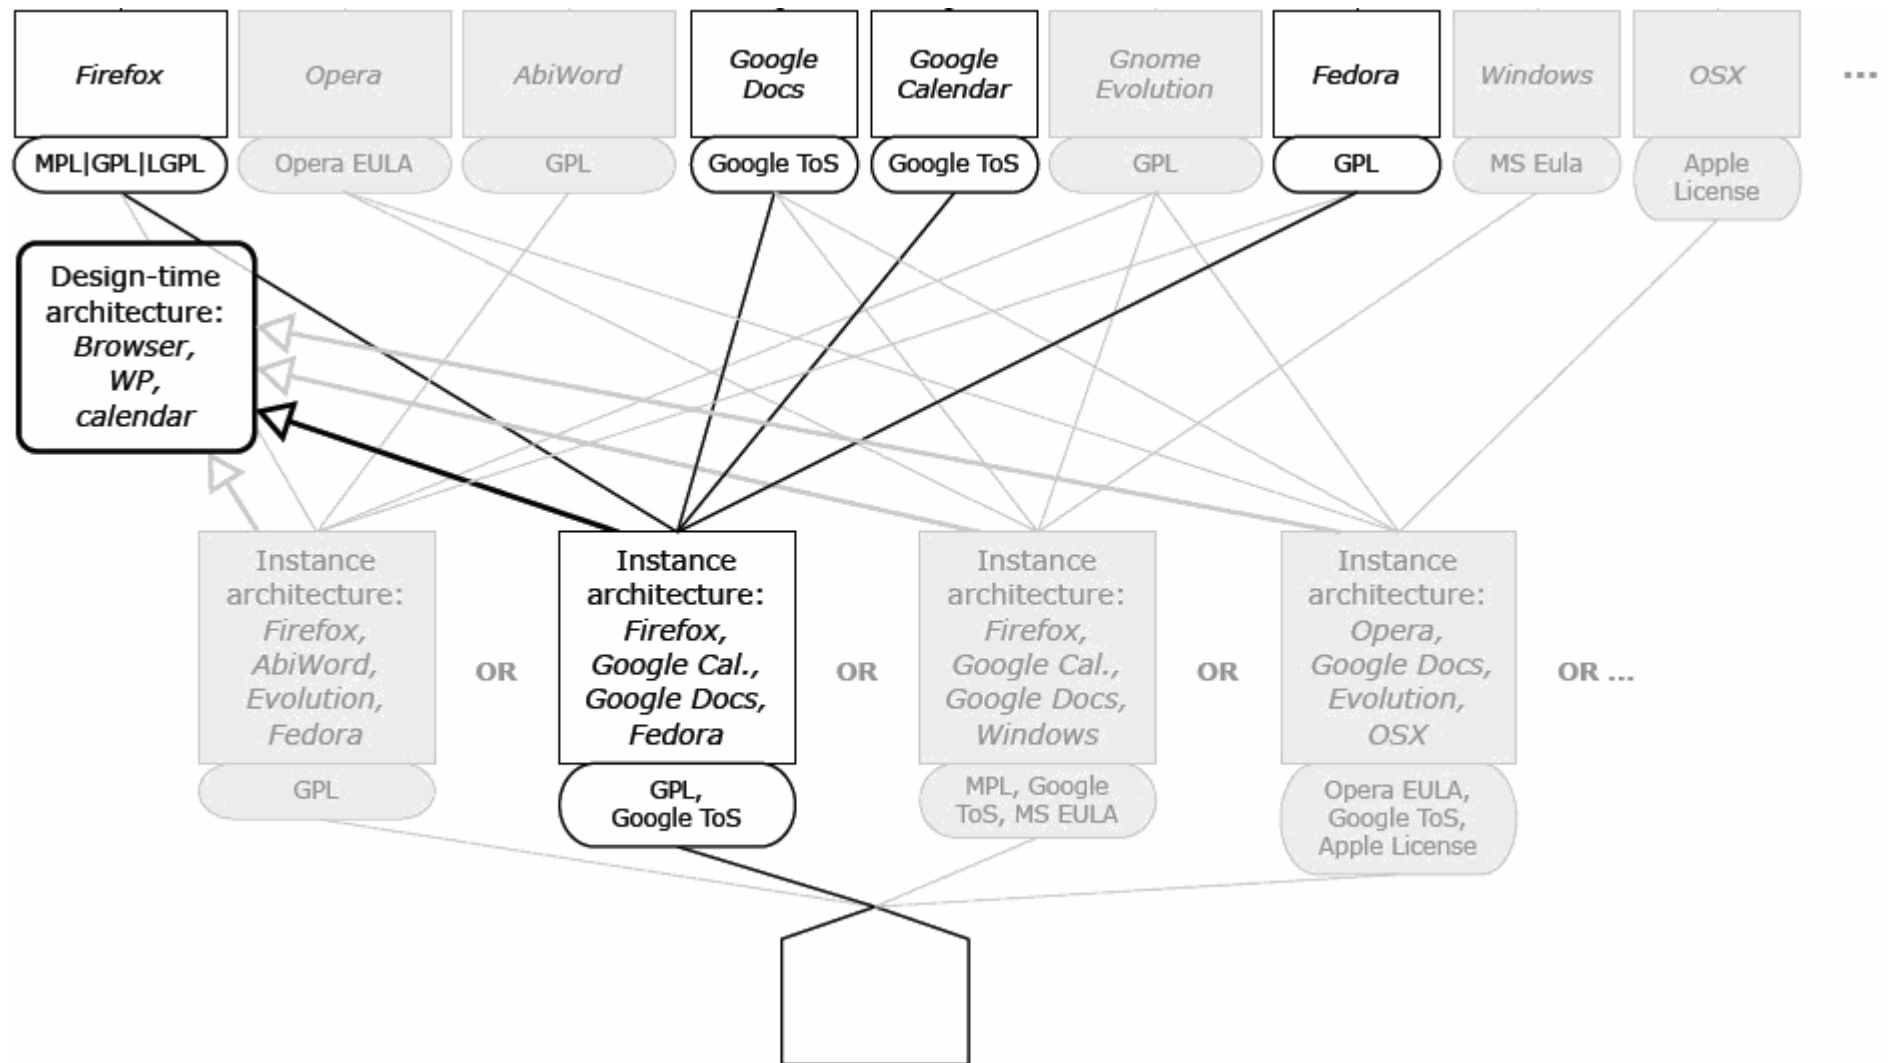 Firefox
Opera
AbiWord
Google
Docs
Google
Calendar
Gnome
Evolution
Fedora
Windows
OSX
...
MPL|GPL|LGPL
Opera EULA
GPL
Google ToS
Google ToS
GPL
GPL
MS Eula
Apple
License
Design-time
architecture:
Browser,
WP,
calendar
Instance
architecture:
Firefox,
AbiWord,
Evolution,
Fedora
GPL
OR
Instance
architecture:
Firefox,
Google Cal.,
Google Docs,
Fedora
GPL,
Google ToS
OR
Instance
architecture:
Firefox,
Google Cal.,
Google Docs,
Windows
MPL, Google
ToS, MS EULA
OR
Instance
architecture:
Opera,
Google Docs,
Evolution,
OSX
Opera EULA,
Google ToS,
Apple License
OR ...